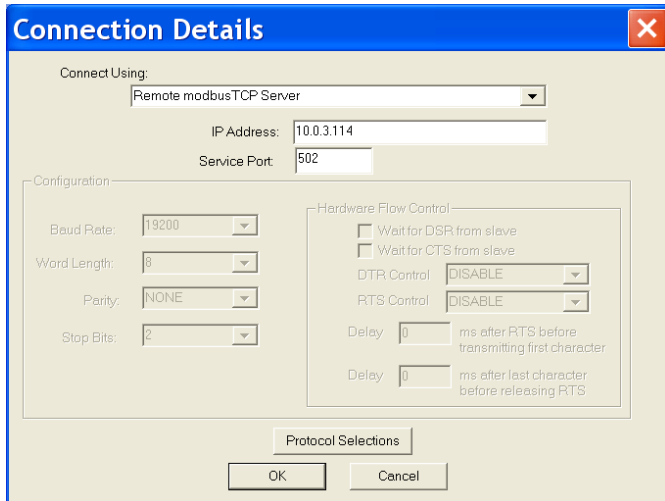 Connection Details
Connect Using:
Remote modbusTCP Server
IP Address: 10.0.3.114
Service Port: 502
Configuration
Baud Rate: 19200
Word Length: 8
Parity: NONE
Stop Bits: 2
Hardware Flow Control
Wait for DSR from slave
Wait for CTS from slave
DTR Control DISABLE
RTS Control DISABLE
Delay 0 ms after RTS before
transmitting first character
Delay 0 ms after last character
before releasing RTS
Protocol Selections
OK Cancel